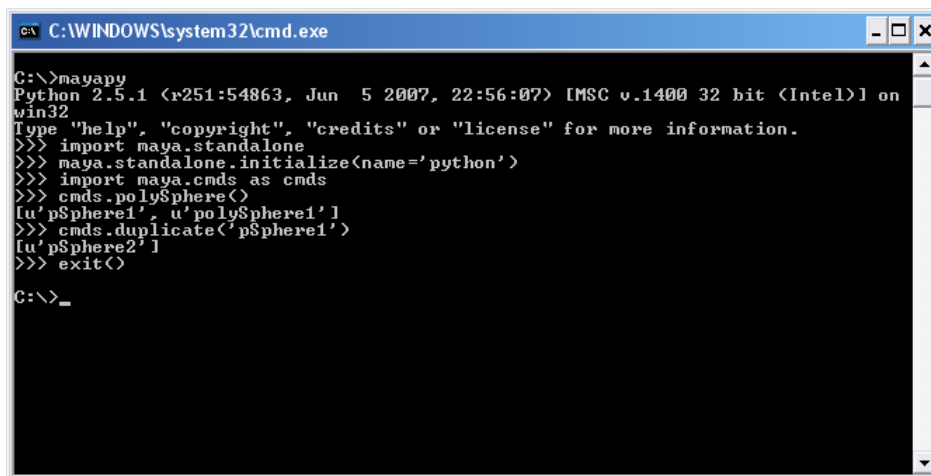 C:\WINDOWS\system32\cmd.exe
C:\>mayapy
Python 2.5.1 (r251:54863, Jun  5 2007, 22:56:07) [MSC v.1400 32 bit (Intel)] on
win32
Type "help", "copyright", "credits" or "license" for more information.
>>> import maya.standalone
>>> maya.standalone.initialize(name='python')
>>> import maya.cmds as cmds
>>> cmds.polySphere()
[u'pSphere1', u'polySphere1']
>>> cmds.duplicate('pSphere1')
[u'pSphere2']
>>> exit()
C:\>_